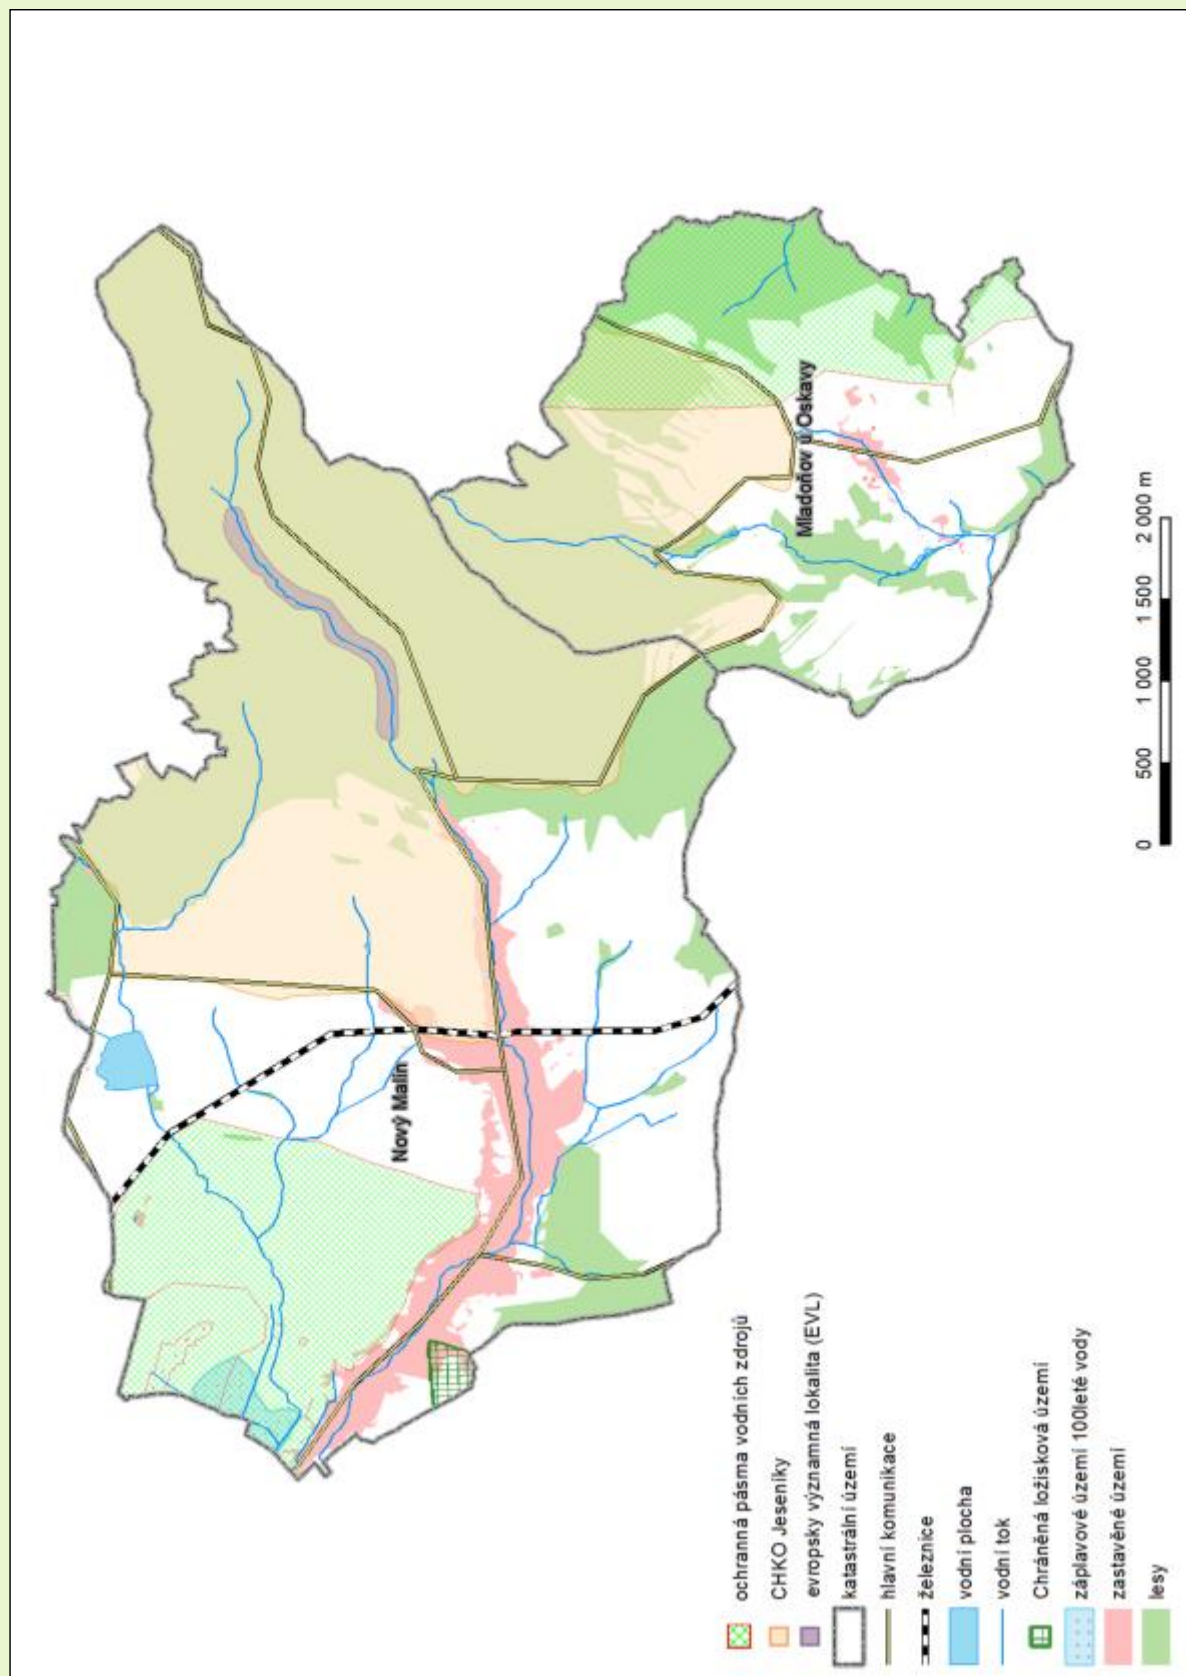 Nový Malín
Mladoňov u Oskavy
0 500 1 000 1 500 2 000 m
ochranná pásma vodních zdrojů
CHKO Jeseníky
evropsky významná lokalita (EVL)
katastrální území
hlavní komunikace
železnice
vodní plocha
vodní tok
Chráněná ložisková území
záplavové území 100leté vody
zastavěné území
lesy